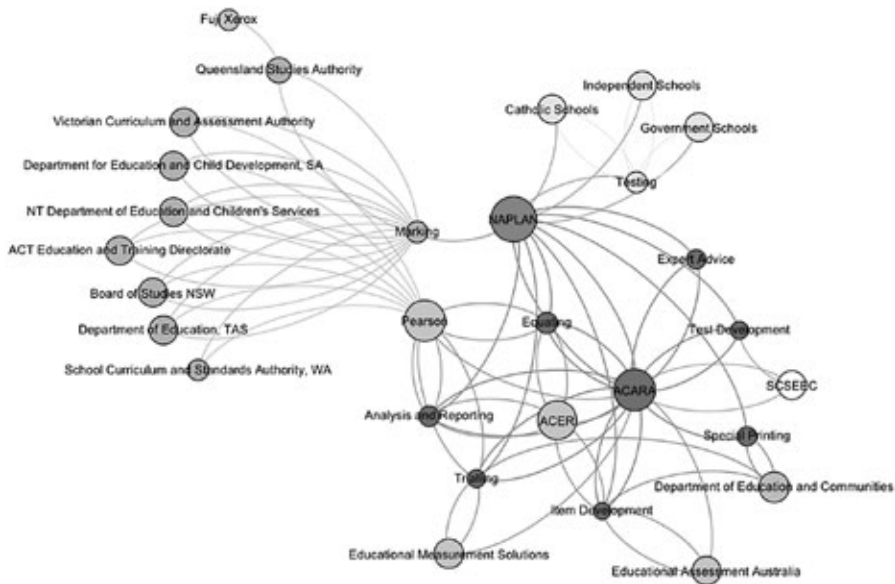 Fuji Xerox
Queensland Studies Authority
Independent Schools
Catholic Schools
Government Schools
Victorian Curriculum and Assessment Authority
Department for Education and Child Development, SA
Testing
NT Department of Education and Children's Services
NAPLAN
Marking
ACT Education and Training Directorate
Expert Advice
Board of Studies NSW
Pearson
Equating
Department of Education, TAS
Test Development
School Curriculum and Standards Authority, WA
SCSEEC
ACARA
Analysis and Reporting
ACER
Special Printing
Trialling
Department of Education and Communities
Item Development
Educational Measurement Solutions
Educational Assessment Australia